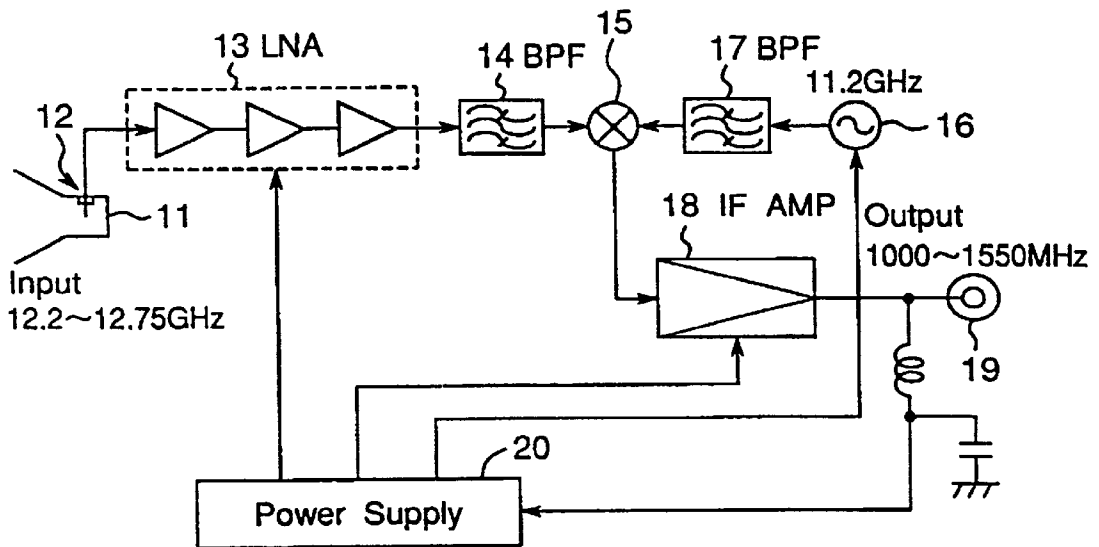 13 LNA
14 BPF
15
17 BPF
11.2GHz
16
12
11
Input
12.2～12.75GHz
18 IF AMP
Output
1000～1550MHz
19
20
Power Supply